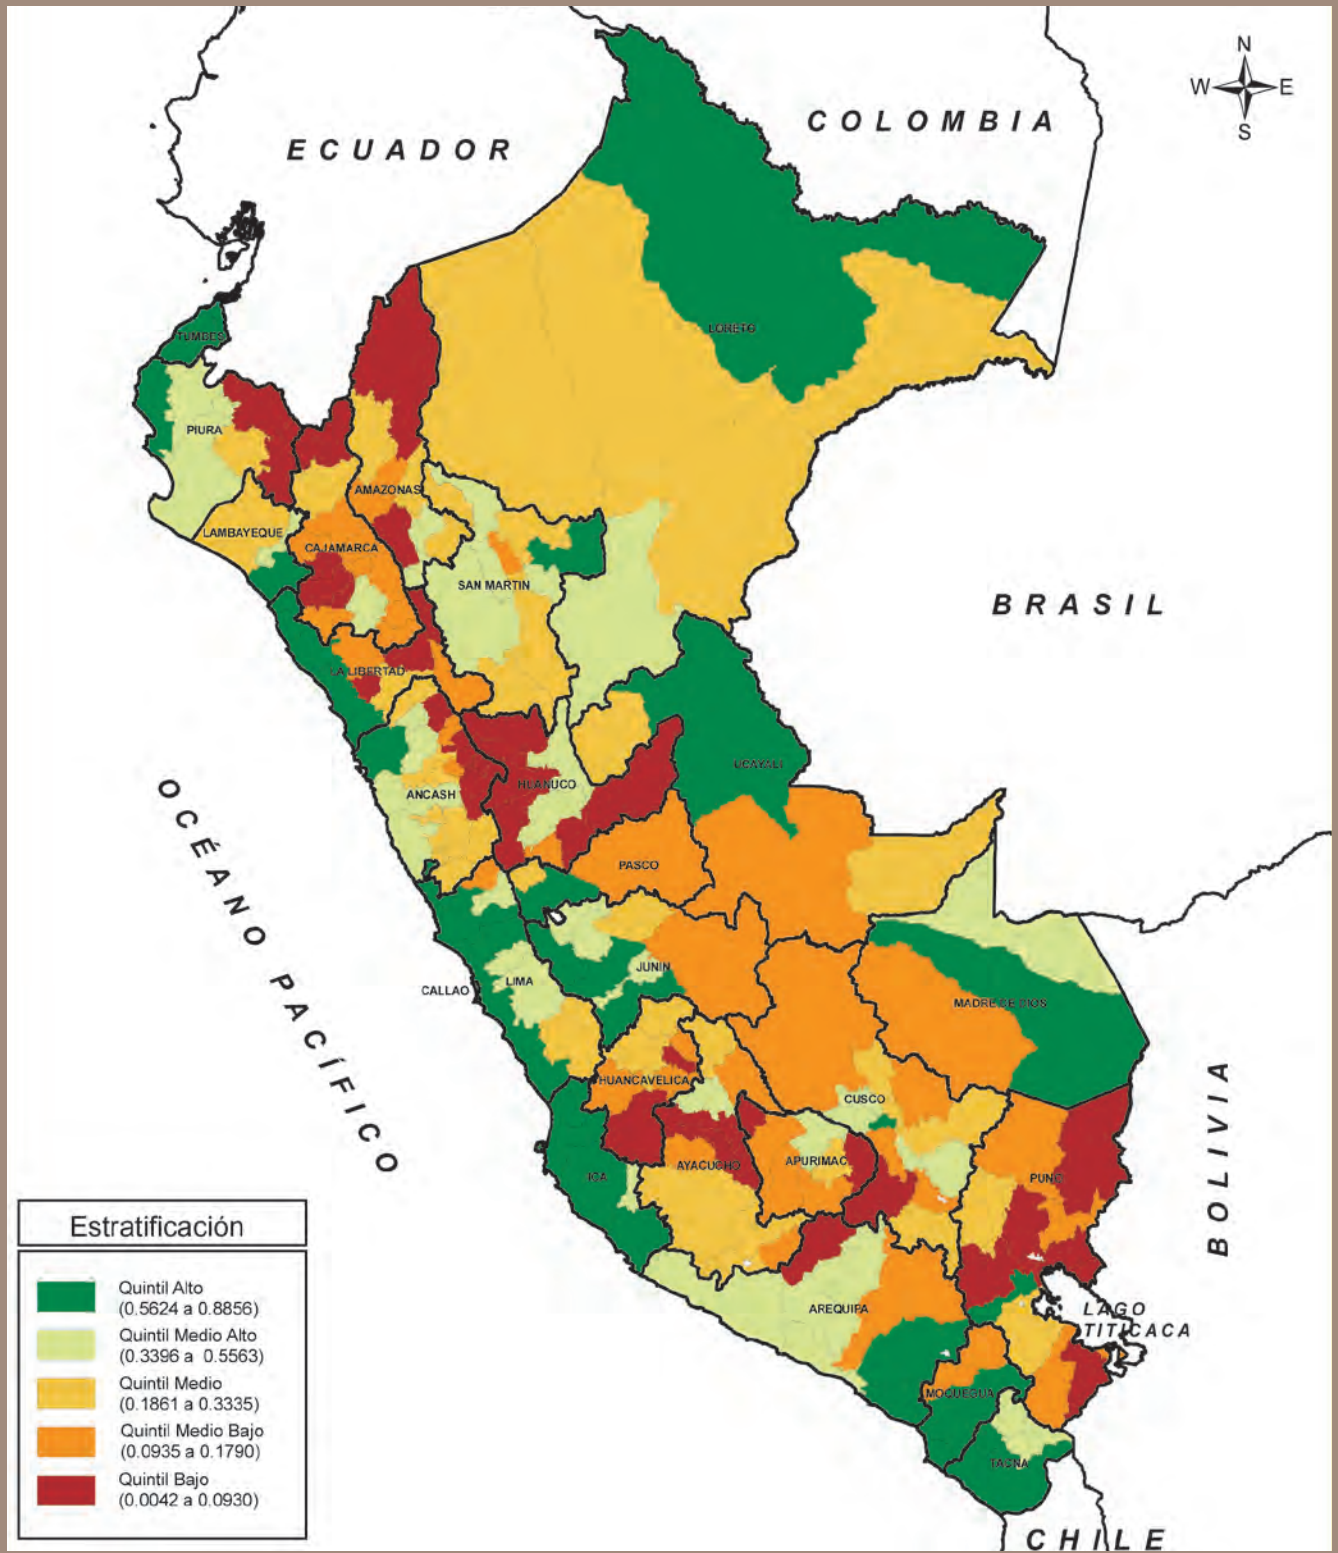 N
W E
S
COLOMBIA
ECUADOR
TUMBES
LORETO
PIURA
AMAZONAS
LAMBAYEQUE
CAJAMARCA
SAN MARTIN
BRASIL
LA LIBERTAD
UCAYALI
HUANUCO
ANCASH
PASCO
OCÉANO PACÍFICO
JUNIN
LIMA
CALLAO
MADRE DE DIOS
HUANCAVELICA
CUSCO
BOLIVIA
APURIMAC
AYACUCHO
ICA
PUNO
AREQUIPA
LAGO
TITICACA
MOQUEGUA
TACNA
CHILE
Estratificación
Quintil Alto
(0.5624 a 0.8856)
Quintil Medio Alto
(0.3396 a 0.5563)
Quintil Medio
(0.1861 a 0.3335)
Quintil Medio Bajo
(0.0935 a 0.1790)
Quintil Bajo
(0.0042 a 0.0930)